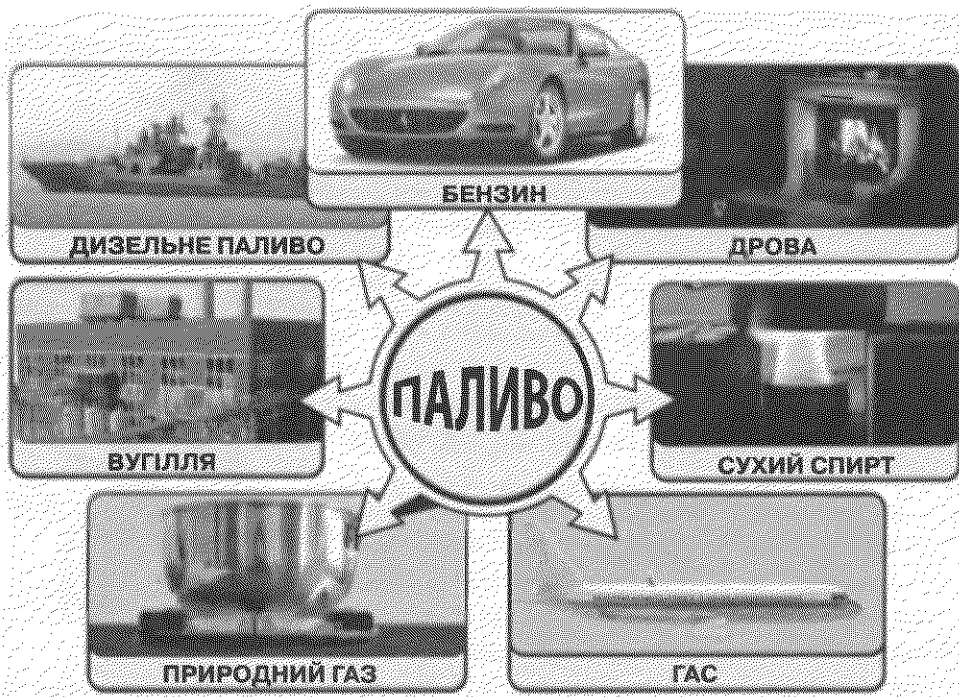 БЕНЗИН
ДИЗЕЛЬНЕ ПАЛИВО
ДРОВА
ПАЛИВО
ВУГІЛЛЯ
СУХИЙ СПИРТ
ПРИРОДНИЙ ГАЗ
ГАС